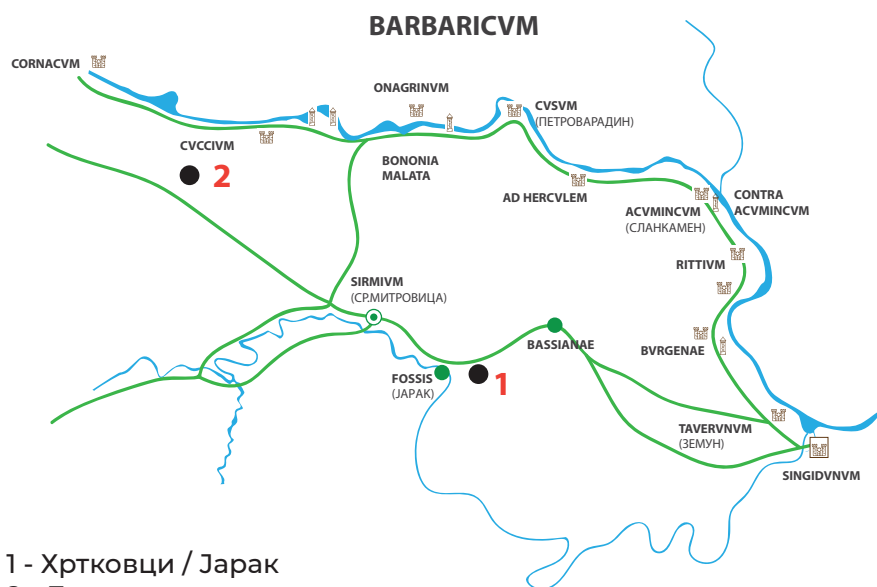 BARBARICVM
CORNACVM
ONAGRINVM
CVSVM
(ПЕТРОВАРАДИН)
CVCCIVM
2
BONONIA
MALATA
AD HERCVLEM
CONTRA
ACVMINCVM
ACVMINCVM
(СЛАНКАМЕН)
RITTIVM
SIRMIVM
(СР.МИТРОВИЦА)
BASSIANAE
BVRGENAE
FOSSIS
(ЈАРАК)
1
TAVERVNVM
(ЗЕМУН)
SINGIDVNVM
1 - Хртковци / Јарак